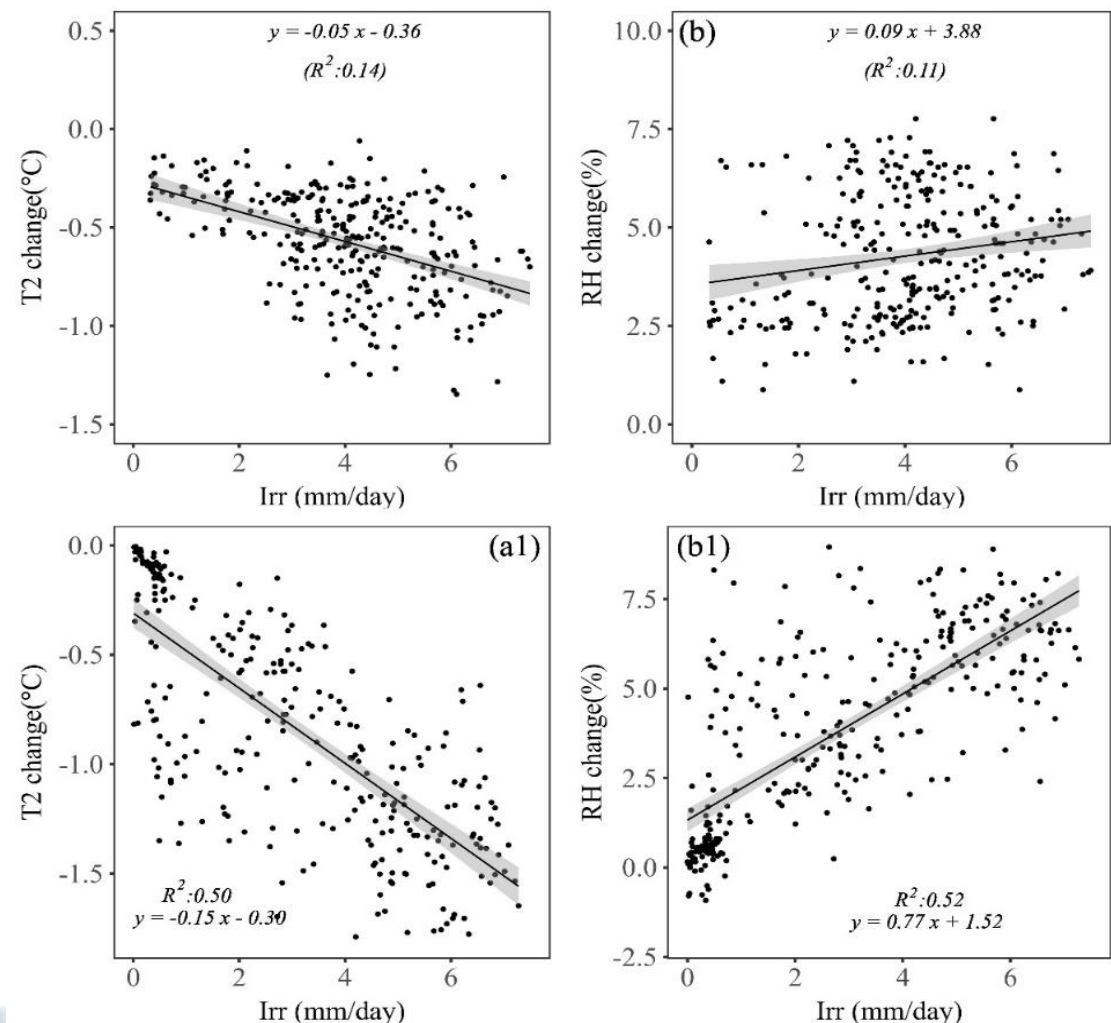 0.5
0.0
-0.5
-1.0
-1.5
T2 change(°C)
y = -0.05 x - 0.36
(R²:0.14)
0
2
4
6
Irr (mm/day)
(b)
10.0
7.5
5.0
2.5
0.0
RH change(%)
y = 0.09 x + 3.88
(R²:0.11)
0
2
4
6
Irr (mm/day)
(a1)
0.0
-0.5
-1.0
-1.5
T2 change(°C)
R²:0.50
y = -0.15 x - 0.30
0
2
4
6
Irr (mm/day)
(b1)
7.5
5.0
2.5
0.0
-2.5
RH change(%)
R²:0.52
y = 0.77 x + 1.52
0
2
4
6
Irr (mm/day)